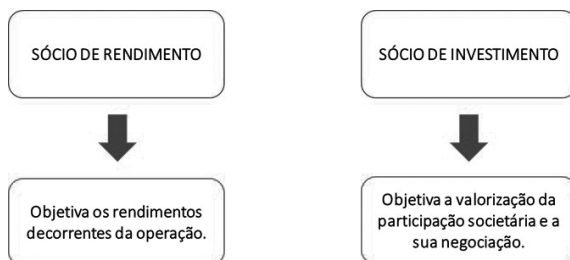 SÓCIO DE RENDIMENTO
SÓCIO DE INVESTIMENTO
Objetiva os rendimentos
decorrentes da operação.
Objetiva a valorização da
participação societária e a
sua negociação.